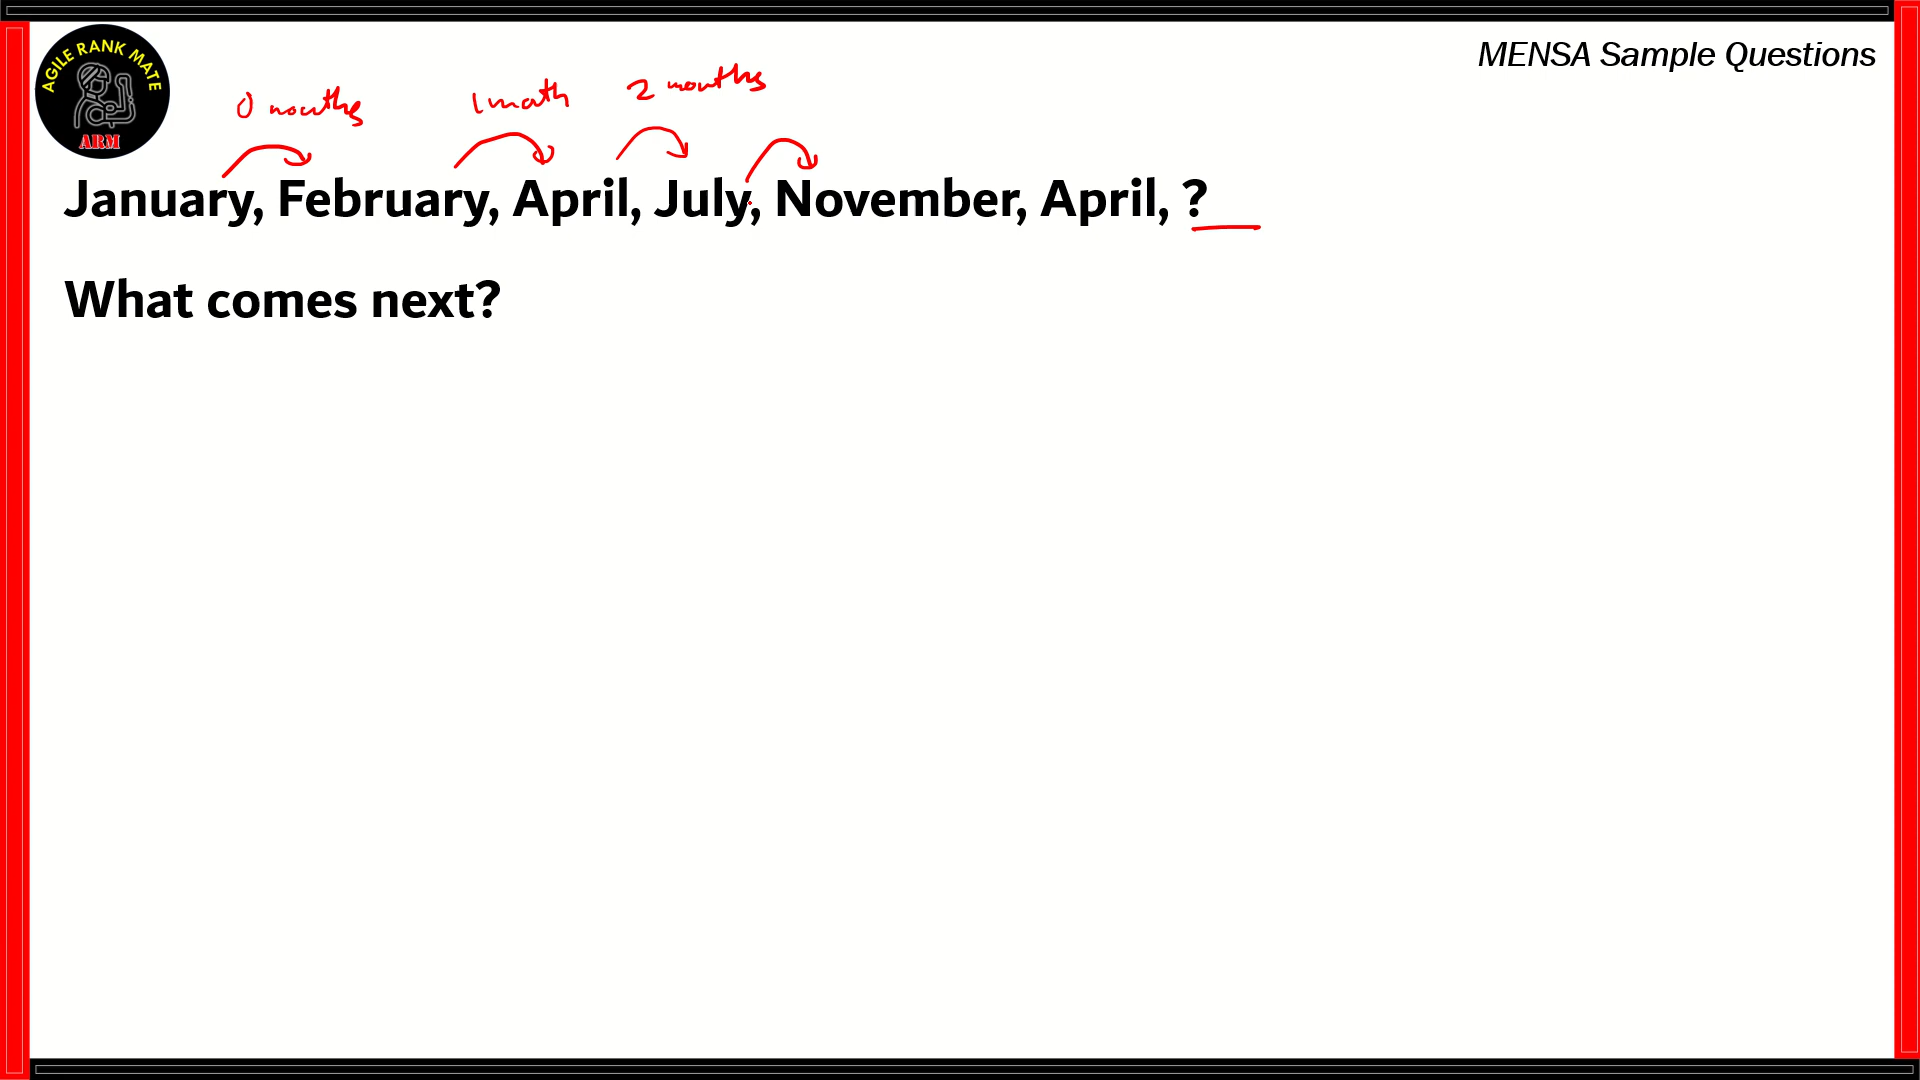 MENSA Sample Questions
AGILE RANK MATE
ARM
0 months 1 math 2 months
January, February, April, July, November, April, ?
What comes next?